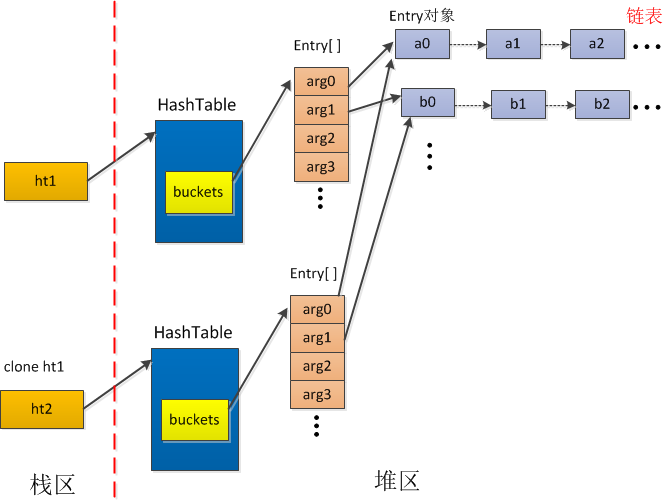 Entry对象
链表
a0
a1
a2
Entry[ ]
arg0
arg1
arg2
arg3
b0
b1
b2
HashTable
buckets
ht1
Entry[ ]
arg0
arg1
arg2
arg3
HashTable
buckets
clone ht1
ht2
栈区
堆区